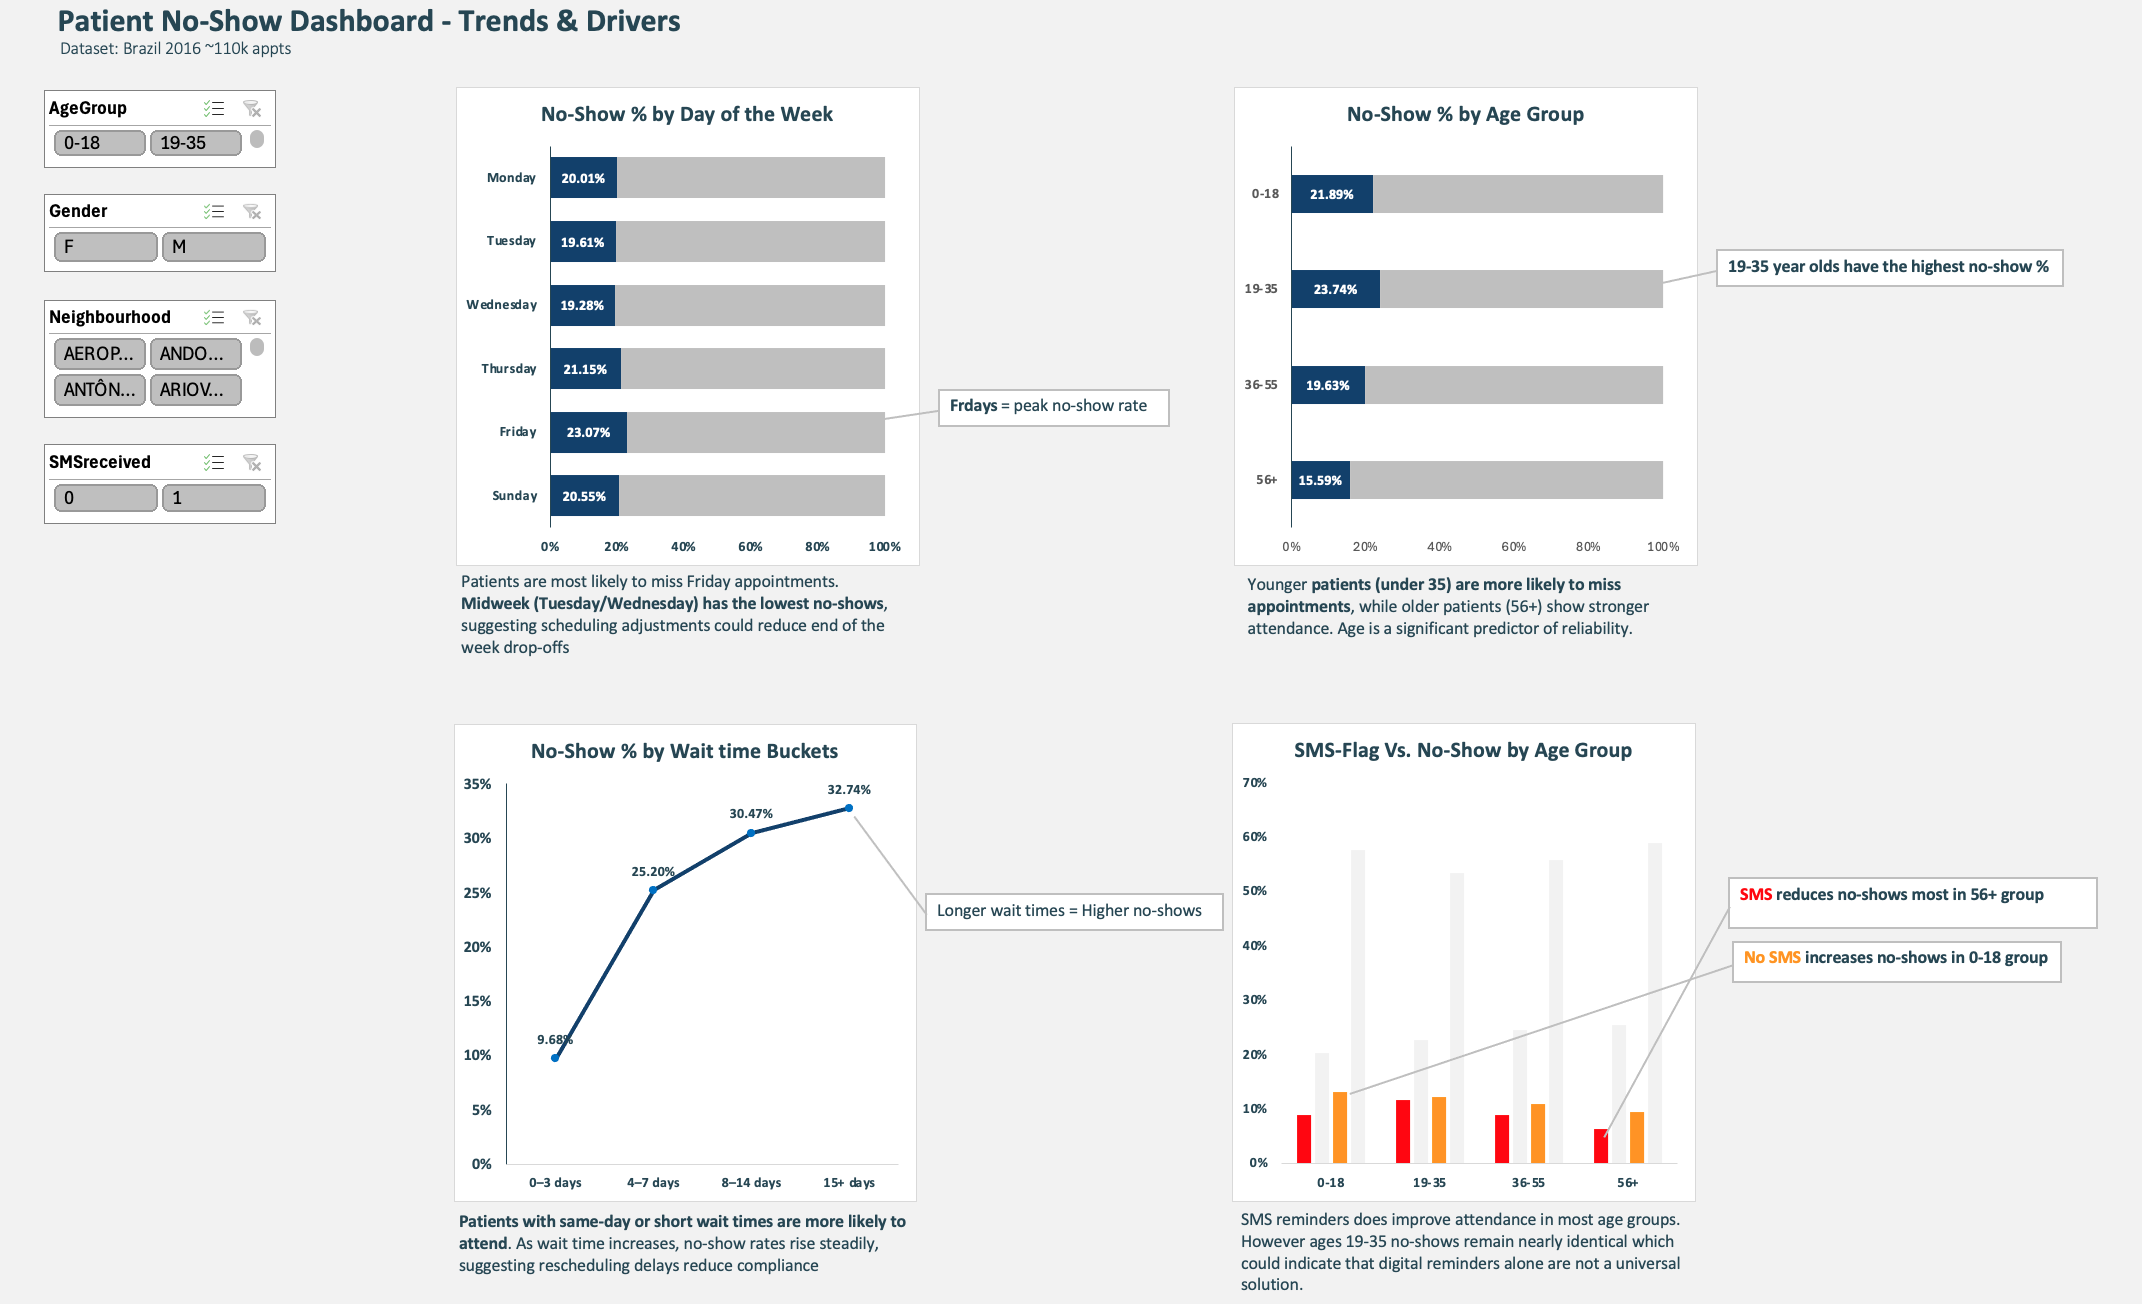 Patient No-Show Dashboard - Trends & Drivers
Dataset: Brazil 2016 ~110k appts
AgeGroup
0-18
19-35
Gender
F
M
Neighbourhood
AEROP...
ANDO...
ANTÔN...
ARIOV...
SMSreceived
0
1
No-Show % by Day of the Week
Monday
20.01%
Tuesday
19.61%
Wednesday
19.28%
Thursday
21.15%
Friday
23.07%
Sunday
20.55%
0%
20%
40%
60%
80%
100%
Frdays = peak no-show rate
Patients are most likely to miss Friday appointments.
Midweek (Tuesday/Wednesday) has the lowest no-shows,
suggesting scheduling adjustments could reduce end of the
week drop-offs
No-Show % by Age Group
0-18
21.89%
19-35
23.74%
36-55
19.63%
56+
15.59%
0%
20%
40%
60%
80%
100%
19-35 year olds have the highest no-show %
Younger patients (under 35) are more likely to miss
appointments, while older patients (56+) show stronger
attendance. Age is a significant predictor of reliability.
No-Show % by Wait time Buckets
35%
30%
25%
20%
15%
10%
5%
0%
9.68%
25.20%
30.47%
32.74%
0–3 days
4–7 days
8–14 days
15+ days
Longer wait times = Higher no-shows
Patients with same-day or short wait times are more likely to
attend. As wait time increases, no-show rates rise steadily,
suggesting rescheduling delays reduce compliance
SMS-Flag Vs. No-Show by Age Group
70%
60%
50%
40%
30%
20%
10%
0%
0-18
19-35
36-55
56+
SMS reduces no-shows most in 56+ group
No SMS increases no-shows in 0-18 group
SMS reminders does improve attendance in most age groups.
However ages 19-35 no-shows remain nearly identical which
could indicate that digital reminders alone are not a universal
solution.